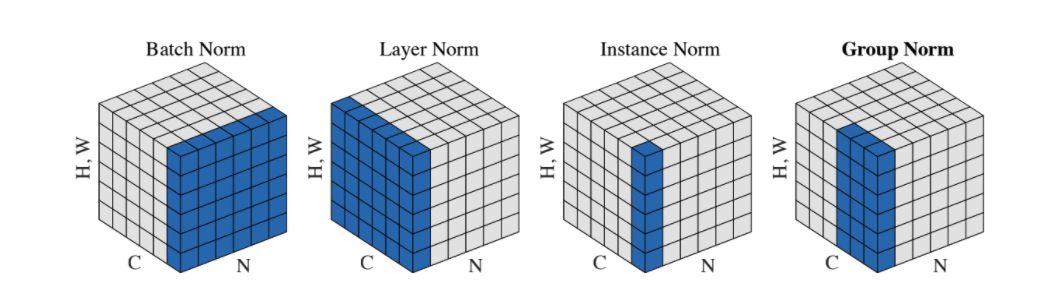 Batch Norm
Layer Norm
Instance Norm
Group Norm
H, W
C
N
H, W
C
N
H, W
C
N
H, W
C
N